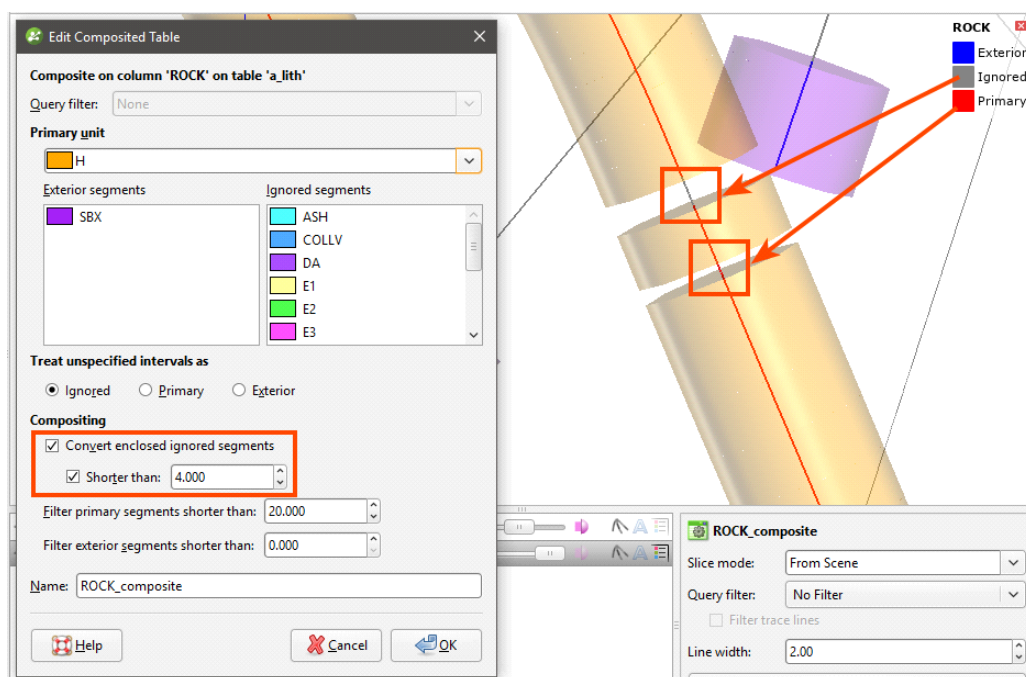 Edit Composited Table
Composite on column 'ROCK' on table 'a_lith'
Query filter: None
Primary unit
H
Exterior segments
SBX
Ignored segments
ASH
COLLV
DA
E1
E2
E3
Treat unspecified intervals as
Ignored Primary Exterior
Compositing
Convert enclosed ignored segments
Shorter than: 4.000
Filter primary segments shorter than: 20.000
Filter exterior segments shorter than: 0.000
Name: ROCK_composite
Help Cancel OK
ROCK
Exterior
Ignored
Primary
ROCK_composite
Slice mode: From Scene
Query filter: No Filter
Filter trace lines
Line width: 2.00